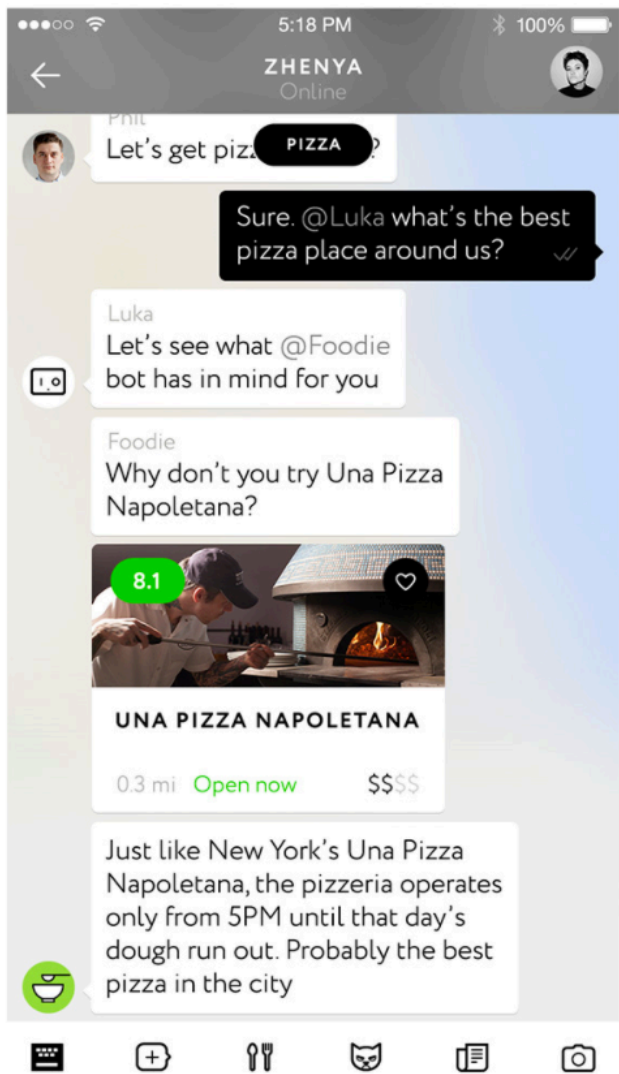 5:18 PM
100%
ZHENYA
Online
Phil
Let's get piz
PIZZA
?
Sure. @Luka what's the best
pizza place around us?
Luka
Let's see what @Foodie
bot has in mind for you
Foodie
Why don't you try Una Pizza
Napoletana?
8.1
UNA PIZZA NAPOLETANA
0.3 mi Open now $$$$
Just like New York's Una Pizza
Napoletana, the pizzeria operates
only from 5PM until that day's
dough run out. Probably the best
pizza in the city